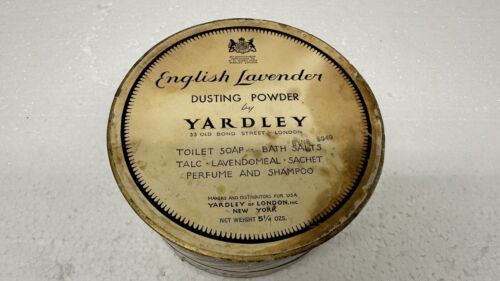 English Lavender
DUSTING POWDER
by
YARDLEY
33 OLD BOND STREET · LONDON
TOILET SOAP BATH SALTS
TALC · LAVENDOMEAL · SACHET
PERFUME AND SHAMPOO
MAKERS AND DISTRIBUTORS FOR U.S.A.
YARDLEY OF LONDON, INC
NEW YORK
NET WEIGHT 5¼ OZS.